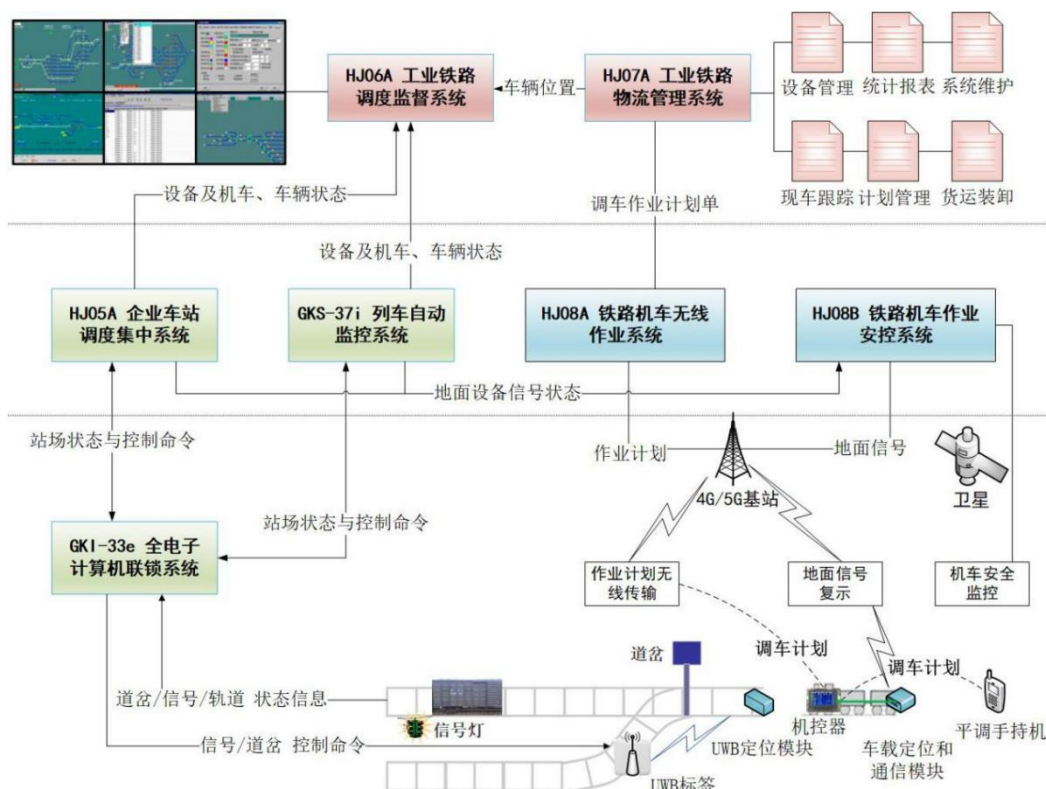 HJ06A 工业铁路
调度监督系统
车辆位置
HJ07A 工业铁路
物流管理系统
设备管理
统计报表
系统维护
现车跟踪
计划管理
货运装卸
设备及机车、车辆状态
调车作业计划单
设备及机车、车辆状态
HJ05A 企业车站
调度集中系统
GKS-37i 列车自动
监控系统
HJ08A 铁路机车无线
作业系统
HJ08B 铁路机车作业
安控系统
地面设备信号状态
站场状态与控制命令
作业计划
地面信号
4G/5G基站
卫星
站场状态与控制命令
GKI-33e 全电子
计算机联锁系统
作业计划无
线传输
地面信号
复示
机车安全
监控
道岔
调车计划
调车计划
道岔/信号/轨道 状态信息
信号灯
机控器
平调手持机
信号/道岔 控制命令
UWB定位模块
车载定位和
通信模块
UWB标签